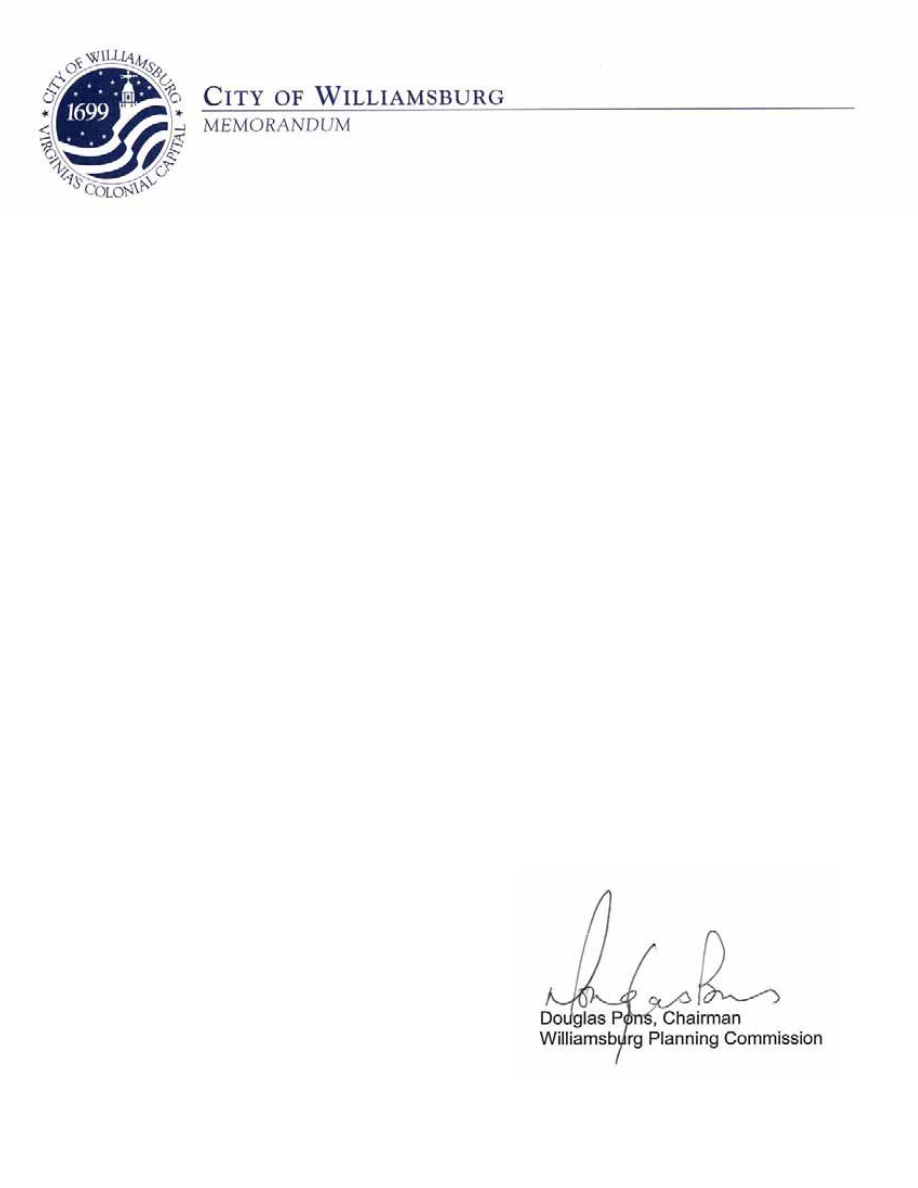 CITY OF WILLIAMSBURG
VIRGINIA'S COLONIAL CAPITAL
1699
CITY OF WILLIAMSBURG
MEMORANDUM
Douglas Pons
Douglas Pons, Chairman
Williamsburg Planning Commission